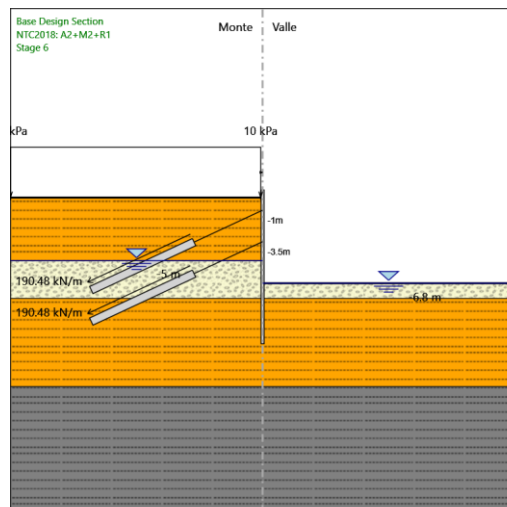 Base Design Section
NTC2018: A2+M2+R1
Stage 6
Monte
Valle
kPa
10 kPa
-1m
-3.5m
5 m
190.48 kN/m
-6.8 m
190.48 kN/m